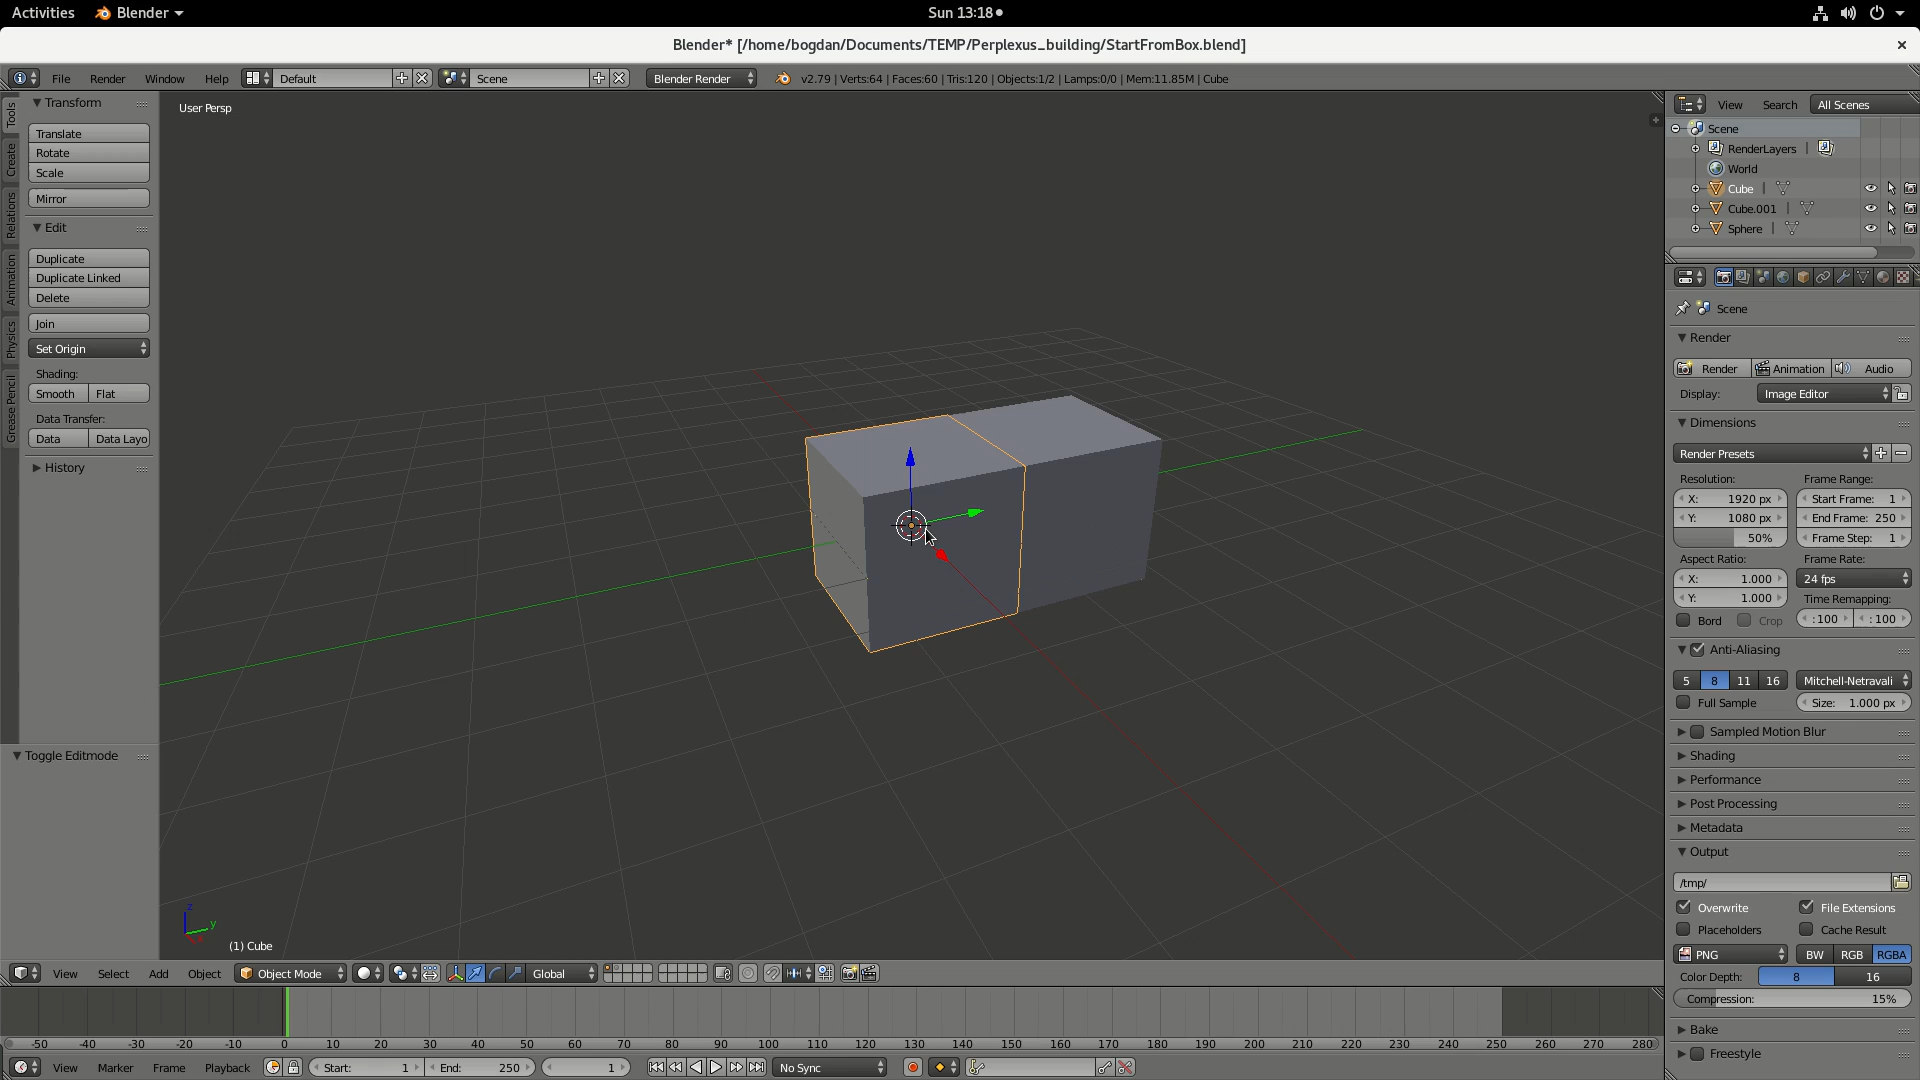 Activities Blender Sun 13:18
Blender* [/home/bogdan/Documents/TEMP/Perplexus_building/StartFromBox.blend]
File Render Window Help Default Scene Blender Render v2.79 | Verts:64 | Faces:60 | Tris:120 | Objects:1/2 | Lamps:0/0 | Mem:11.85M | Cube
Tools
Create
Relations
Animation
Physics
Grease Pencil
Transform
Translate
Rotate
Scale
Mirror
Edit
Duplicate
Duplicate Linked
Delete
Join
Set Origin
Shading:
Smooth Flat
Data Transfer:
Data Data Layo
History
Toggle Editmode
User Persp
z
y
x
(1) Cube
View Search All Scenes
Scene
RenderLayers |
World
Cube |
Cube.001 |
Sphere |
Scene
Render
Render Animation Audio
Display: Image Editor
Dimensions
Render Presets
Resolution: Frame Range:
X: 1920 px Start Frame: 1
Y: 1080 px End Frame: 250
50% Frame Step: 1
Aspect Ratio: Frame Rate:
X: 1.000 24 fps
Y: 1.000 Time Remapping:
Bord Crop :100 :100
Anti-Aliasing
5 8 11 16 Mitchell-Netravali
Full Sample Size: 1.000 px
Sampled Motion Blur
Shading
Performance
Post Processing
Metadata
Output
/tmp/
Overwrite File Extensions
Placeholders Cache Result
PNG BW RGB RGBA
Color Depth: 8 16
Compression: 15%
Bake
Freestyle
View Select Add Object Object Mode Global
-50 -40 -30 -20 -10 0 10 20 30 40 50 60 70 80 90 100 110 120 130 140 150 160 170 180 190 200 210 220 230 240 250 260 270 280
View Marker Frame Playback Start: 1 End: 250 1 No Sync